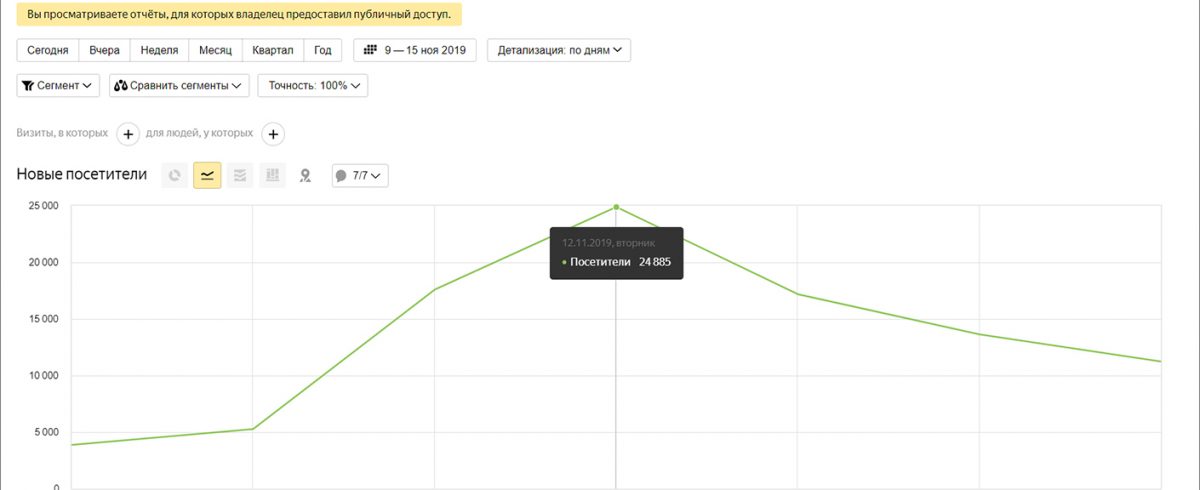 Вы просматриваете отчёты, для которых владелец предоставил публичный доступ.
Сегодня Вчера Неделя Месяц Квартал Год 9 — 15 ноя 2019 Детализация: по дням
Сегмент Сравнить сегменты Точность: 100%
Визиты, в которых + для людей, у которых +
Новые посетители 7/7
25 000
12.11.2019, вторник
20 000 Посетители 24 885
15 000
10 000
5 000
0